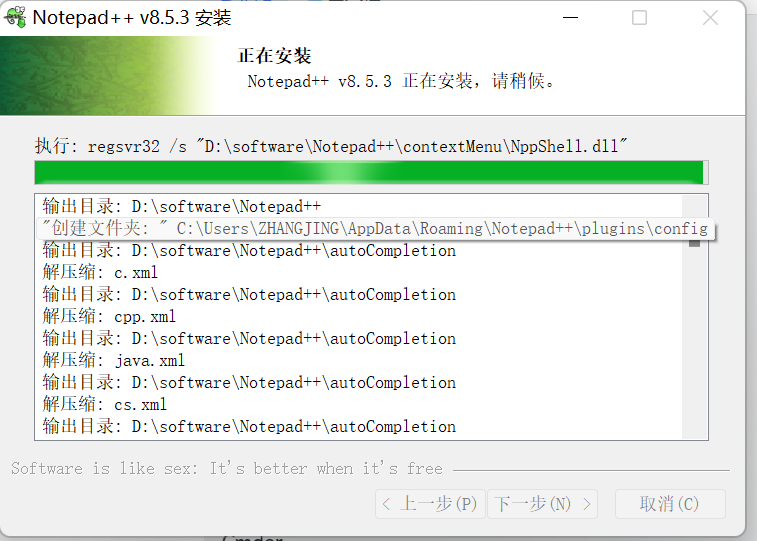 Notepad++ v8.5.3 安装
正在安装
Notepad++ v8.5.3 正在安装，请稍候。
执行: regsvr32 /s "D:\software\Notepad++\contextMenu\NppShell.dll"
输出目录: D:\software\Notepad++
"创建文件夹: " C:\Users\ZHANGJING\AppData\Roaming\Notepad++\plugins\config
输出目录: D:\software\Notepad++\autoCompletion
解压缩: c.xml
输出目录: D:\software\Notepad++\autoCompletion
解压缩: cpp.xml
输出目录: D:\software\Notepad++\autoCompletion
解压缩: java.xml
输出目录: D:\software\Notepad++\autoCompletion
解压缩: cs.xml
输出目录: D:\software\Notepad++\autoCompletion
Software is like sex: It's better when it's free
< 上一步(P) 下一步(N) > 取消(C)